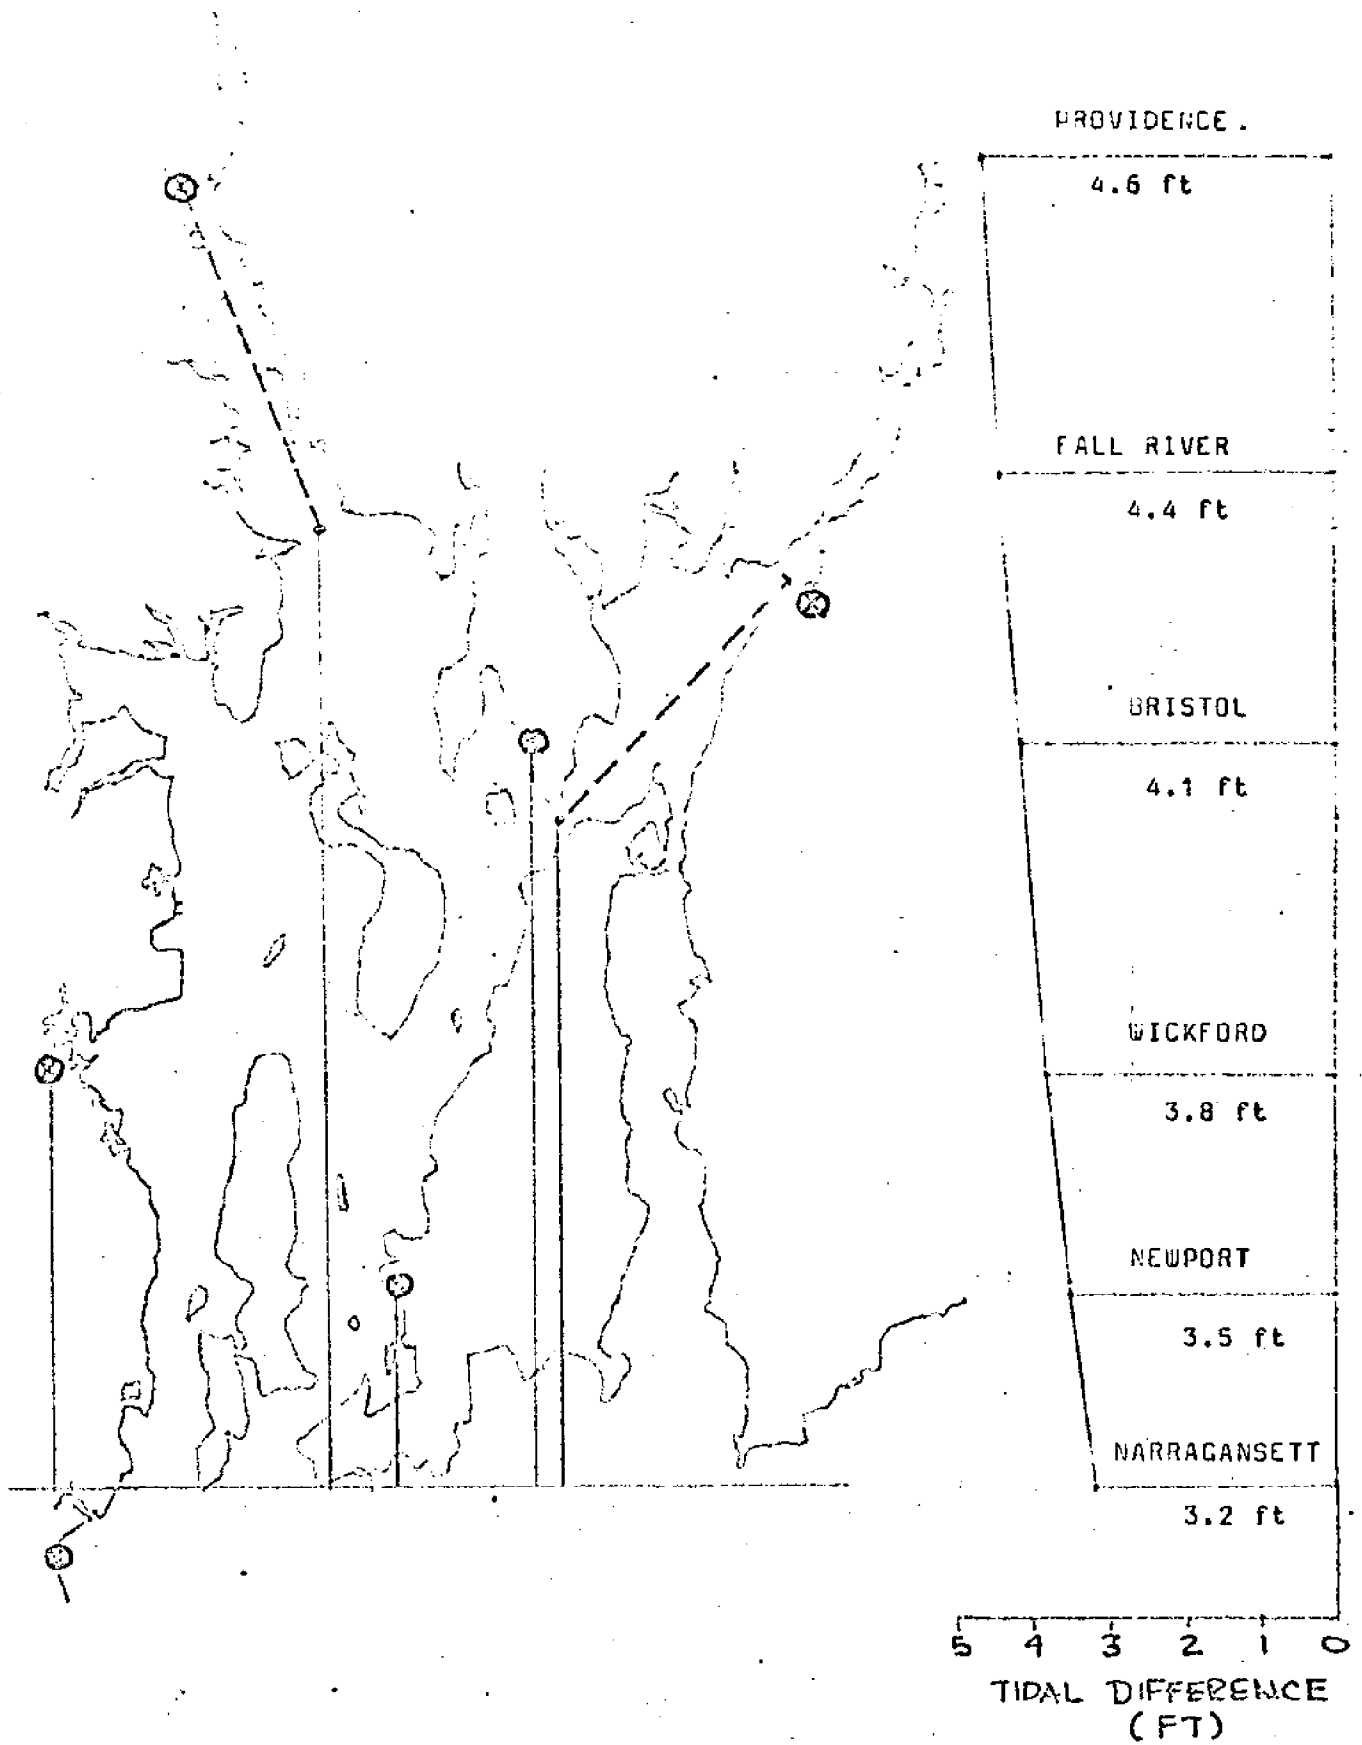 PROVIDENCE.
4.6 ft
FALL RIVER
4.4 ft
BRISTOL
4.1 ft
WICKFORD
3.8 ft
NEWPORT
3.5 ft
NARRAGANSETT
3.2 ft
5 4 3 2 1 0
TIDAL DIFFERENCE
(FT)